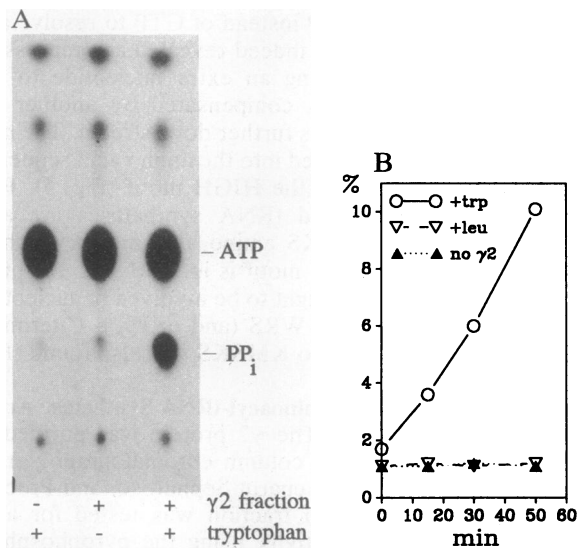 A
– ATP
– PPi
- + + γ2 fraction
+ - + tryptophan
B
%
10
8
6
4
2
0
+trp
+leu
no γ2
0 10 20 30 40 50 60
min